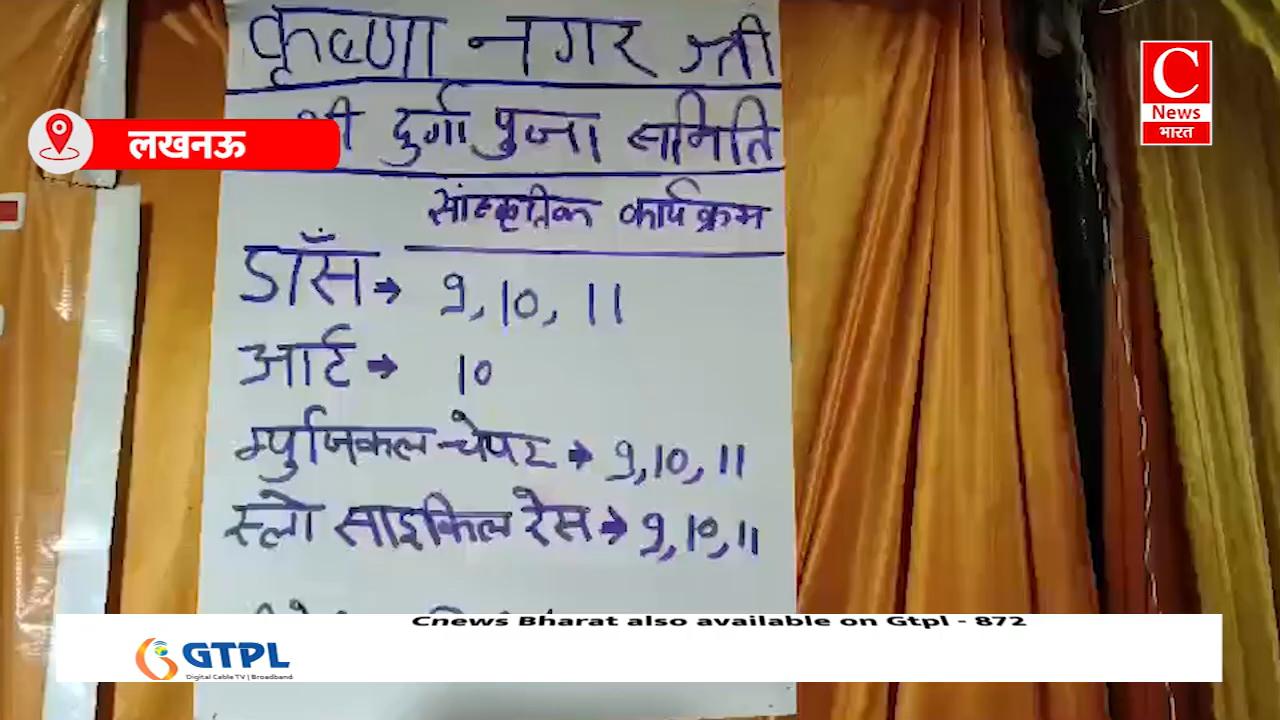 कृष्णा नगर श्री
श्री दुर्गा पुजा समिति
सांस्कृतिक कार्यक्रम
डाँस → 9, 10, 11
आर्ट → 10
म्युजिकल चेयर → 9, 10, 11
स्लो साइकिल रेस → 9, 10, 11
लखनऊ
C
News
भारत
Cnews Bharat also available on Gtpl - 872
GTPL
Digital Cable TV | Broadband